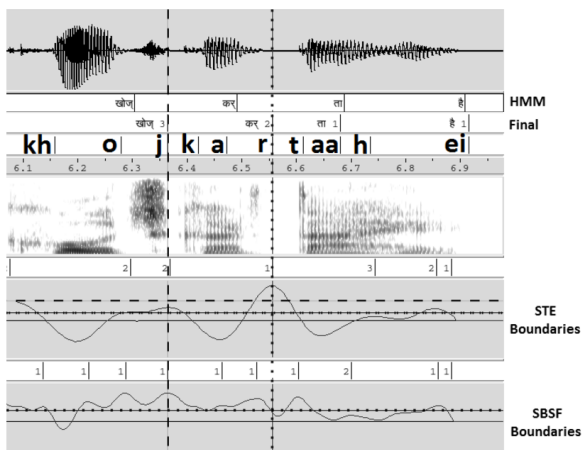 खोज् कर् ता है HMM
खोज् 3 कर् 2 ता 1 है 1 Final
kh o j k a r t aa h ei
6.1 6.2 6.3 6.4 6.5 6.6 6.7 6.8 6.9
2 2 1 3 2 1
STE
Boundaries
1 1 1 1 1 1 1 2 1 1
SBSF
Boundaries